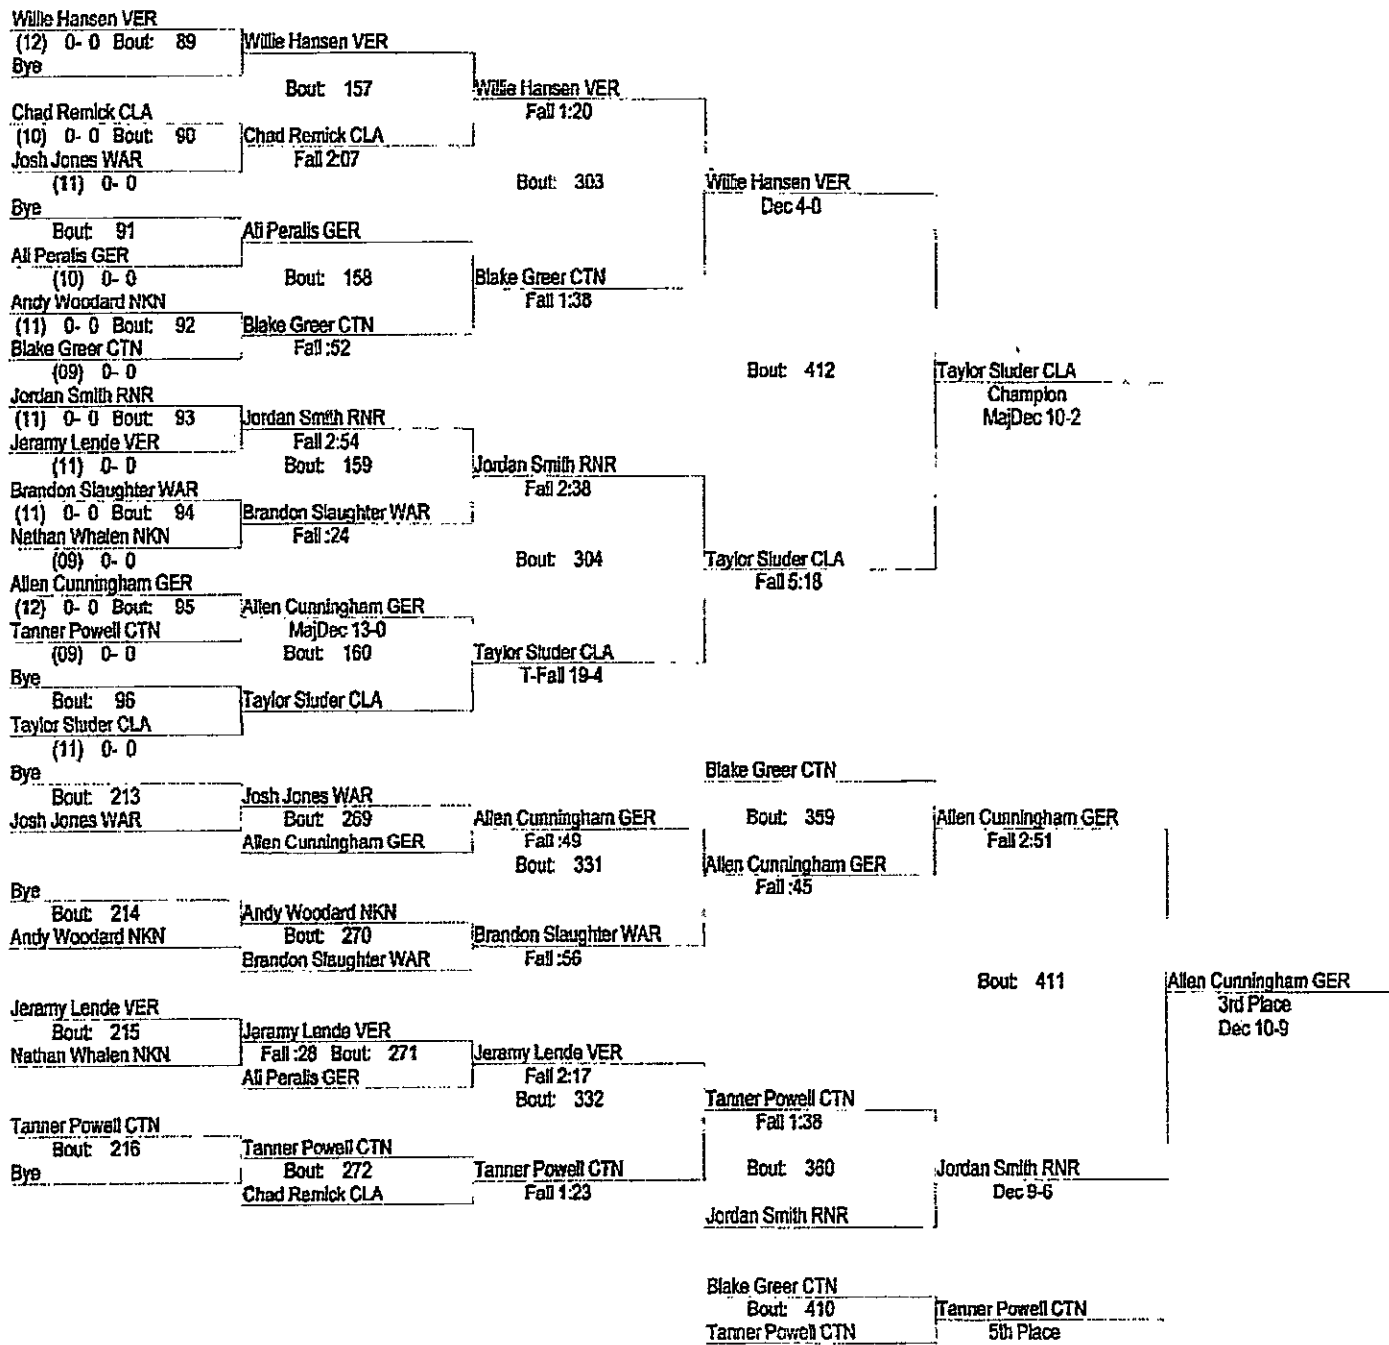 Willie Hansen VER
(12) 0- 0 Bout: 89
Bye
Willie Hansen VER
Bout: 157
Chad Remick CLA
(10) 0- 0 Bout: 90
Josh Jones WAR
(11) 0- 0
Chad Remick CLA
Fall 2:07
Willie Hansen VER
Fall 1:20
Bout: 303
Bye
Bout: 91
Ali Peralis GER
(10) 0- 0
Ali Peralis GER
Bout: 158
Andy Woodard NKN
(11) 0- 0 Bout: 92
Blake Greer CTN
(09) 0- 0
Blake Greer CTN
Fall :52
Blake Greer CTN
Fall 1:38
Willie Hansen VER
Dec 4-0
Bout: 412
Jordan Smith RNR
(11) 0- 0 Bout: 93
Jeramy Lende VER
(11) 0- 0
Jordan Smith RNR
Fall 2:54
Bout: 159
Brandon Slaughter WAR
(11) 0- 0 Bout: 94
Nathan Whalen NKN
(09) 0- 0
Brandon Slaughter WAR
Fall :24
Jordan Smith RNR
Fall 2:38
Bout: 304
Allen Cunningham GER
(12) 0- 0 Bout: 95
Tanner Powell CTN
(09) 0- 0
Allen Cunningham GER
MajDec 13-0
Bout: 160
Bye
Bout: 96
Taylor Sluder CLA
(11) 0- 0
Taylor Sluder CLA
Taylor Sluder CLA
T-Fall 19-4
Taylor Sluder CLA
Fall 5:18
Taylor Sluder CLA
Champion
MajDec 10-2
Bye
Bout: 213
Josh Jones WAR
Josh Jones WAR
Bout: 269
Allen Cunningham GER
Allen Cunningham GER
Fall :49
Bout: 331
Bye
Bout: 214
Andy Woodard NKN
Andy Woodard NKN
Bout: 270
Brandon Slaughter WAR
Brandon Slaughter WAR
Fall :56
Blake Greer CTN
Bout: 359
Allen Cunningham GER
Fall :45
Allen Cunningham GER
Fall 2:51
Bout: 411
Jeramy Lende VER
Bout: 215
Nathan Whalen NKN
Jeramy Lende VER
Fall :28 Bout: 271
Ali Peralis GER
Jeramy Lende VER
Fall 2:17
Bout: 332
Tanner Powell CTN
Bout: 216
Bye
Tanner Powell CTN
Bout: 272
Chad Remick CLA
Tanner Powell CTN
Fall 1:23
Tanner Powell CTN
Fall 1:38
Bout: 360
Jordan Smith RNR
Jordan Smith RNR
Dec 9-6
Allen Cunningham GER
3rd Place
Dec 10-9
Blake Greer CTN
Bout: 410
Tanner Powell CTN
Tanner Powell CTN
5th Place